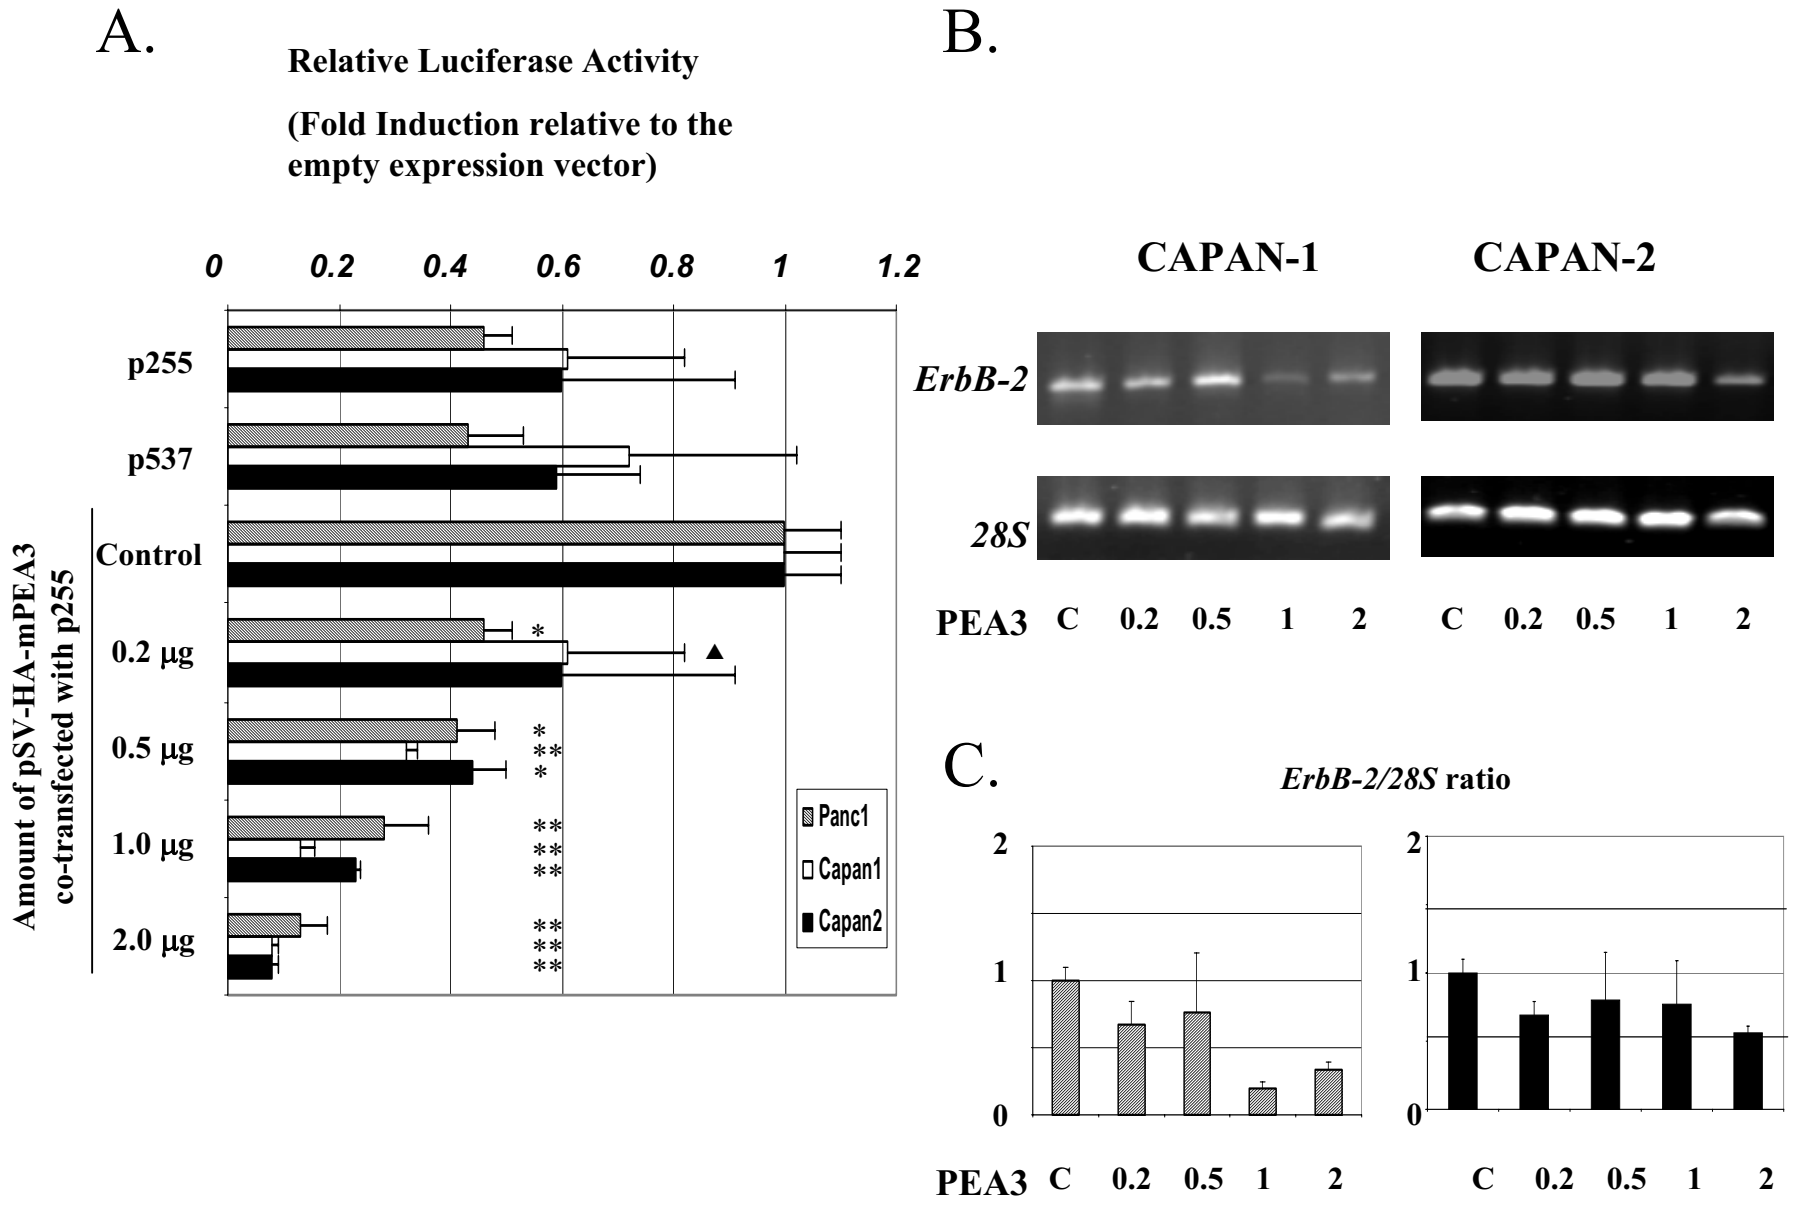 A.
Relative Luciferase Activity
(Fold Induction relative to the
empty expression vector)
0 0.2 0.4 0.6 0.8 1 1.2
p255
p537
Control
0.2 µg
0.5 µg
1.0 µg
2.0 µg
Amount of pSV-HA-mPEA3
co-transfected with p255
* ▲
*
**
*
**
**
**
**
**
**
Panc1
Capan1
Capan2
B.
CAPAN-1 CAPAN-2
ErbB-2
28S
PEA3 C 0.2 0.5 1 2 C 0.2 0.5 1 2
C.
ErbB-2/28S ratio
2
1
0
2
1
0
PEA3 C 0.2 0.5 1 2 C 0.2 0.5 1 2